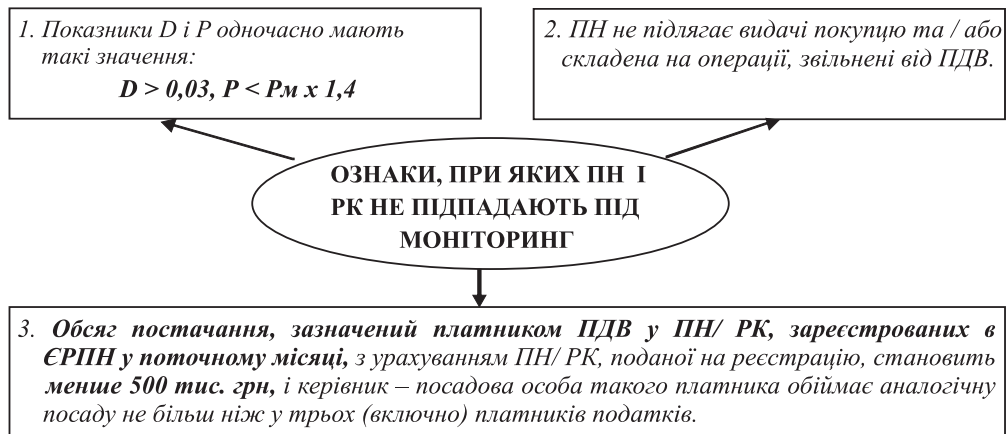 1. Показники D і Р одночасно мають
такі значення:
D > 0,03, Р < Рм х 1,4
2. ПН не підлягає видачі покупцю та / або
складена на операції, звільнені від ПДВ.
ОЗНАКИ, ПРИ ЯКИХ ПН І
РК НЕ ПІДПАДАЮТЬ ПІД
МОНІТОРИНГ
3. Обсяг постачання, зазначений платником ПДВ у ПН/ РК, зареєстрованих в
ЄРПН у поточному місяці, з урахуванням ПН/ РК, поданої на реєстрацію, становить
менше 500 тис. грн, і керівник – посадова особа такого платника обіймає аналогічну
посаду не більш ніж у трьох (включно) платників податків.